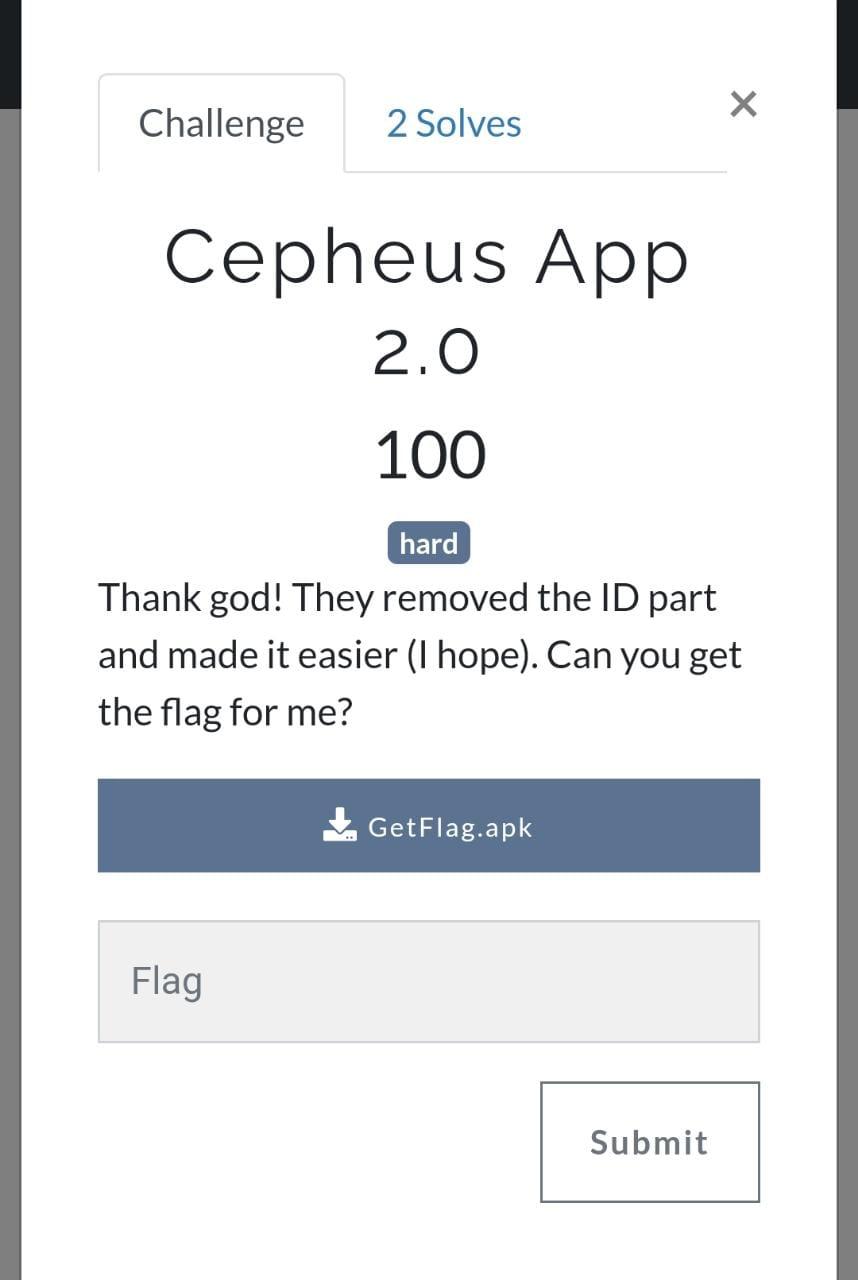 Challenge
2 Solves
×
Cepheus App
2.0
100
hard
Thank god! They removed the ID part
and made it easier (I hope). Can you get
the flag for me?
GetFlag.apk
Flag
Submit